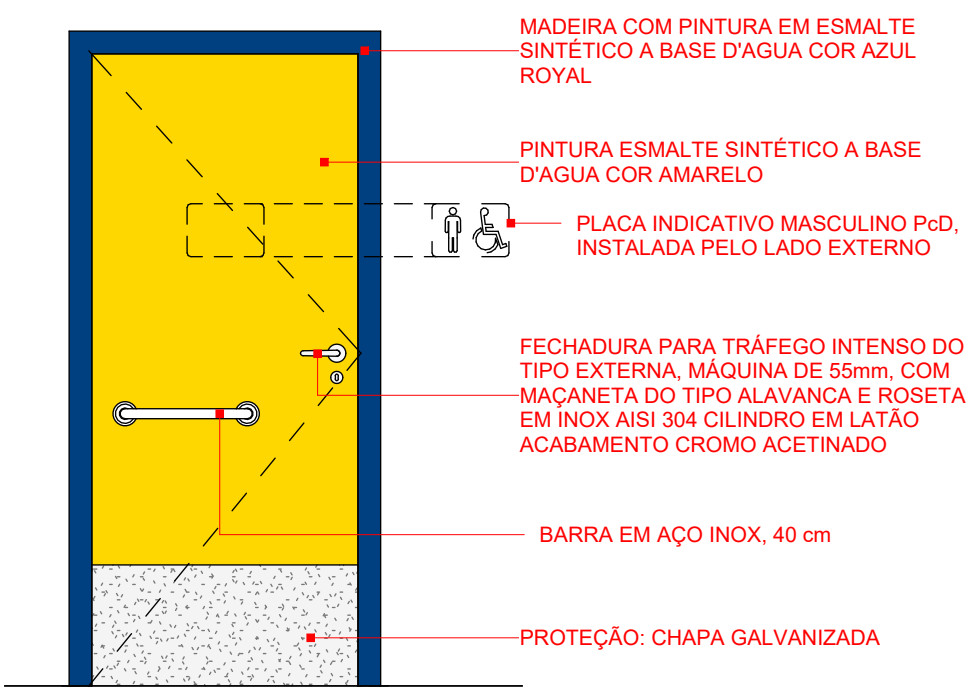 MADEIRA COM PINTURA EM ESMALTE
SINTÉTICO A BASE D'AGUA COR AZUL
ROYAL
PINTURA ESMALTE SINTÉTICO A BASE
D'AGUA COR AMARELO
PLACA INDICATIVO MASCULINO PcD,
INSTALADA PELO LADO EXTERNO
FECHADURA PARA TRÁFEGO INTENSO DO
TIPO EXTERNA, MÁQUINA DE 55mm, COM
MAÇANETA DO TIPO ALAVANCA E ROSETA
EM INOX AISI 304 CILINDRO EM LATÃO
ACABAMENTO CROMO ACETINADO
BARRA EM AÇO INOX, 40 cm
PROTEÇÃO: CHAPA GALVANIZADA